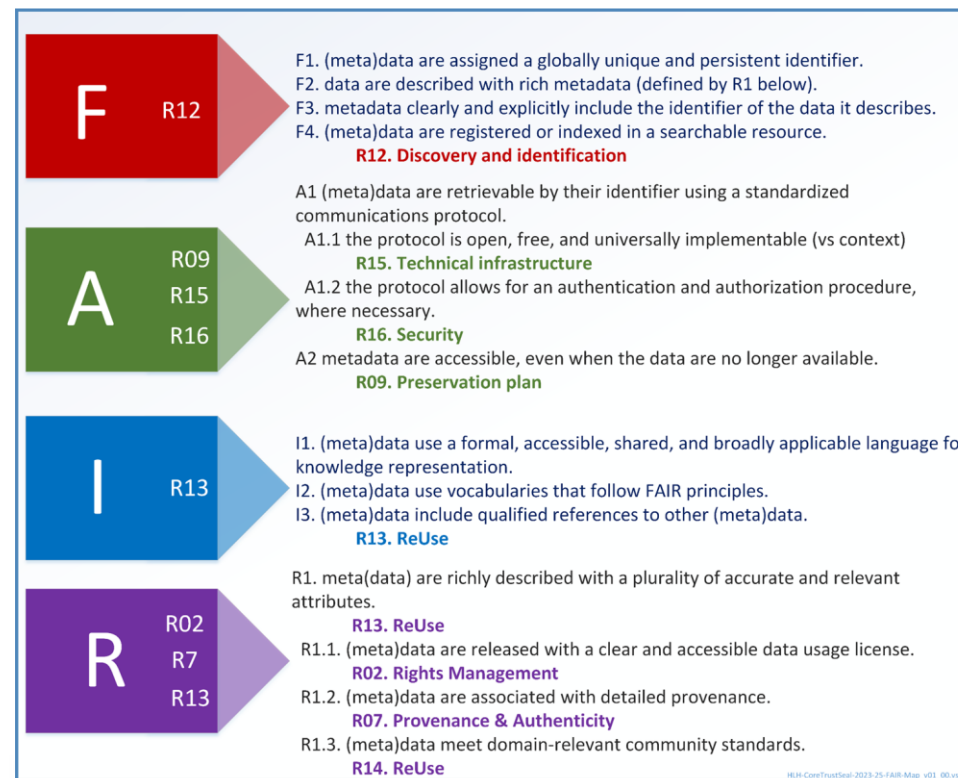 F
R12
F1. (meta)data are assigned a globally unique and persistent identifier.
F2. data are described with rich metadata (defined by R1 below).
F3. metadata clearly and explicitly include the identifier of the data it describes.
F4. (meta)data are registered or indexed in a searchable resource.
R12. Discovery and identification
A
R09
R15
R16
A1 (meta)data are retrievable by their identifier using a standardized
communications protocol.
A1.1 the protocol is open, free, and universally implementable (vs context)
R15. Technical infrastructure
A1.2 the protocol allows for an authentication and authorization procedure,
where necessary.
R16. Security
A2 metadata are accessible, even when the data are no longer available.
R09. Preservation plan
I
R13
I1. (meta)data use a formal, accessible, shared, and broadly applicable language fo
knowledge representation.
I2. (meta)data use vocabularies that follow FAIR principles.
I3. (meta)data include qualified references to other (meta)data.
R13. ReUse
R
R02
R7
R13
R1. meta(data) are richly described with a plurality of accurate and relevant
attributes.
R13. ReUse
R1.1. (meta)data are released with a clear and accessible data usage license.
R02. Rights Management
R1.2. (meta)data are associated with detailed provenance.
R07. Provenance & Authenticity
R1.3. (meta)data meet domain-relevant community standards.
R14. ReUse
HLH-CoreTrustSeal-2023-25-FAIR-Map_v01_00.vs